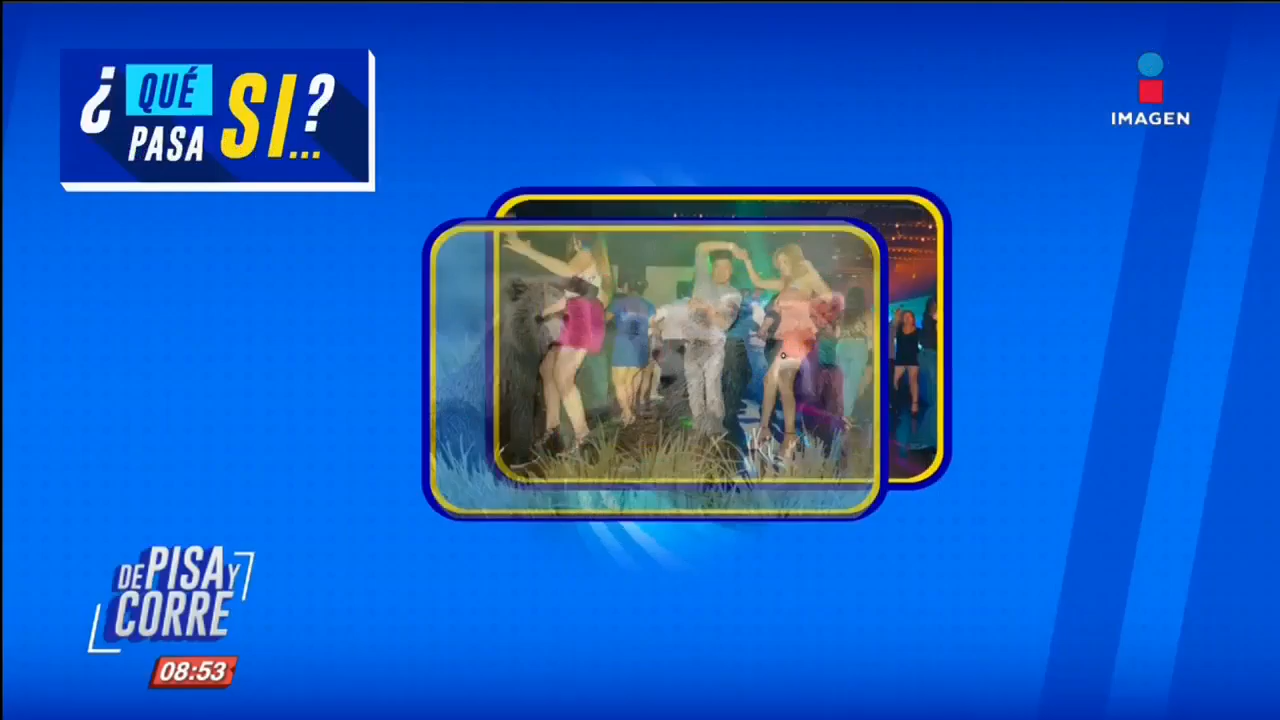 ¿QUÉ
PASA SI...?
IMAGEN
DE PISA Y
CORRE
08:53